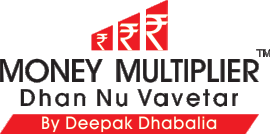 ₹ ₹ ₹
MONEY MULTIPLIER™
Dhan Nu Vavetar
By Deepak Dhabalia